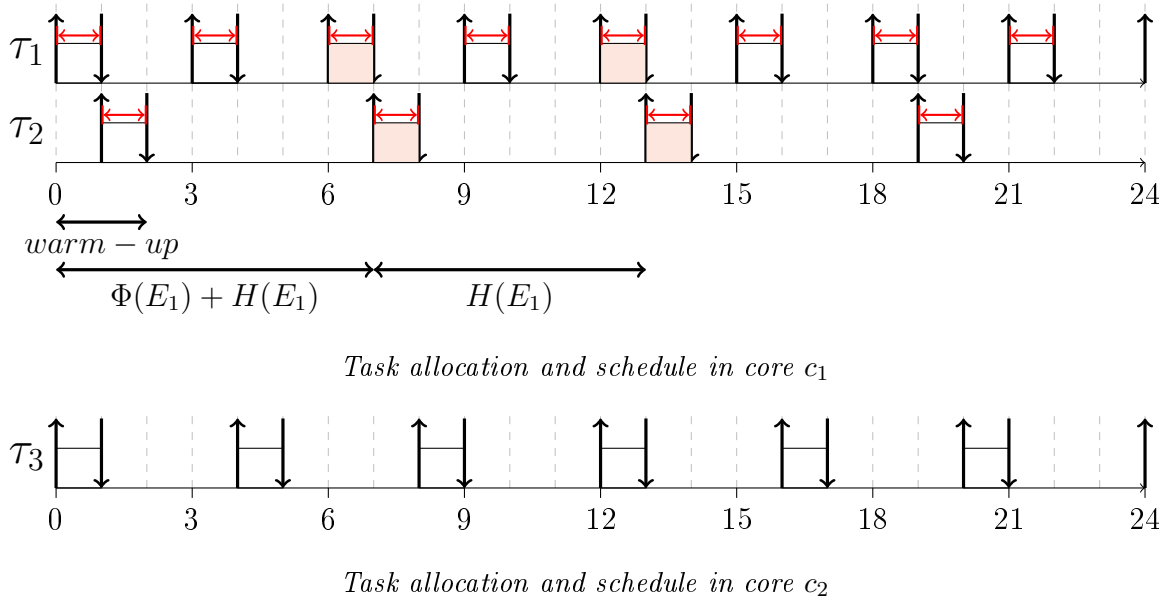 τ₁
τ₂
0 3 6 9 12 15 18 21 24
warm − up
Φ(E₁) + H(E₁) H(E₁)
Task allocation and schedule in core c₁
τ₃
0 3 6 9 12 15 18 21 24
Task allocation and schedule in core c₂